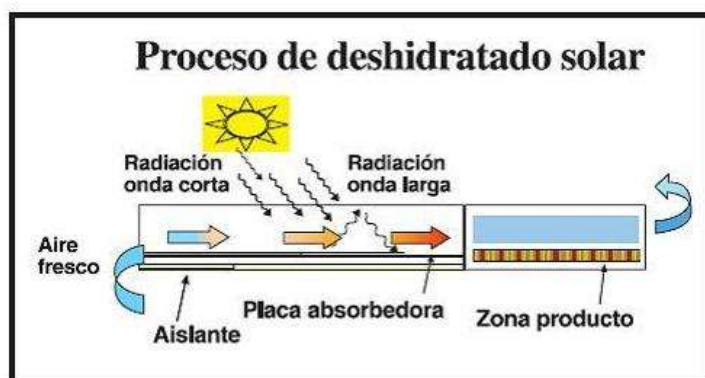 Proceso de deshidratado solar
Radiación
onda corta
Radiación
onda larga
Aire
fresco
Aislante
Placa absorbedora
Zona producto